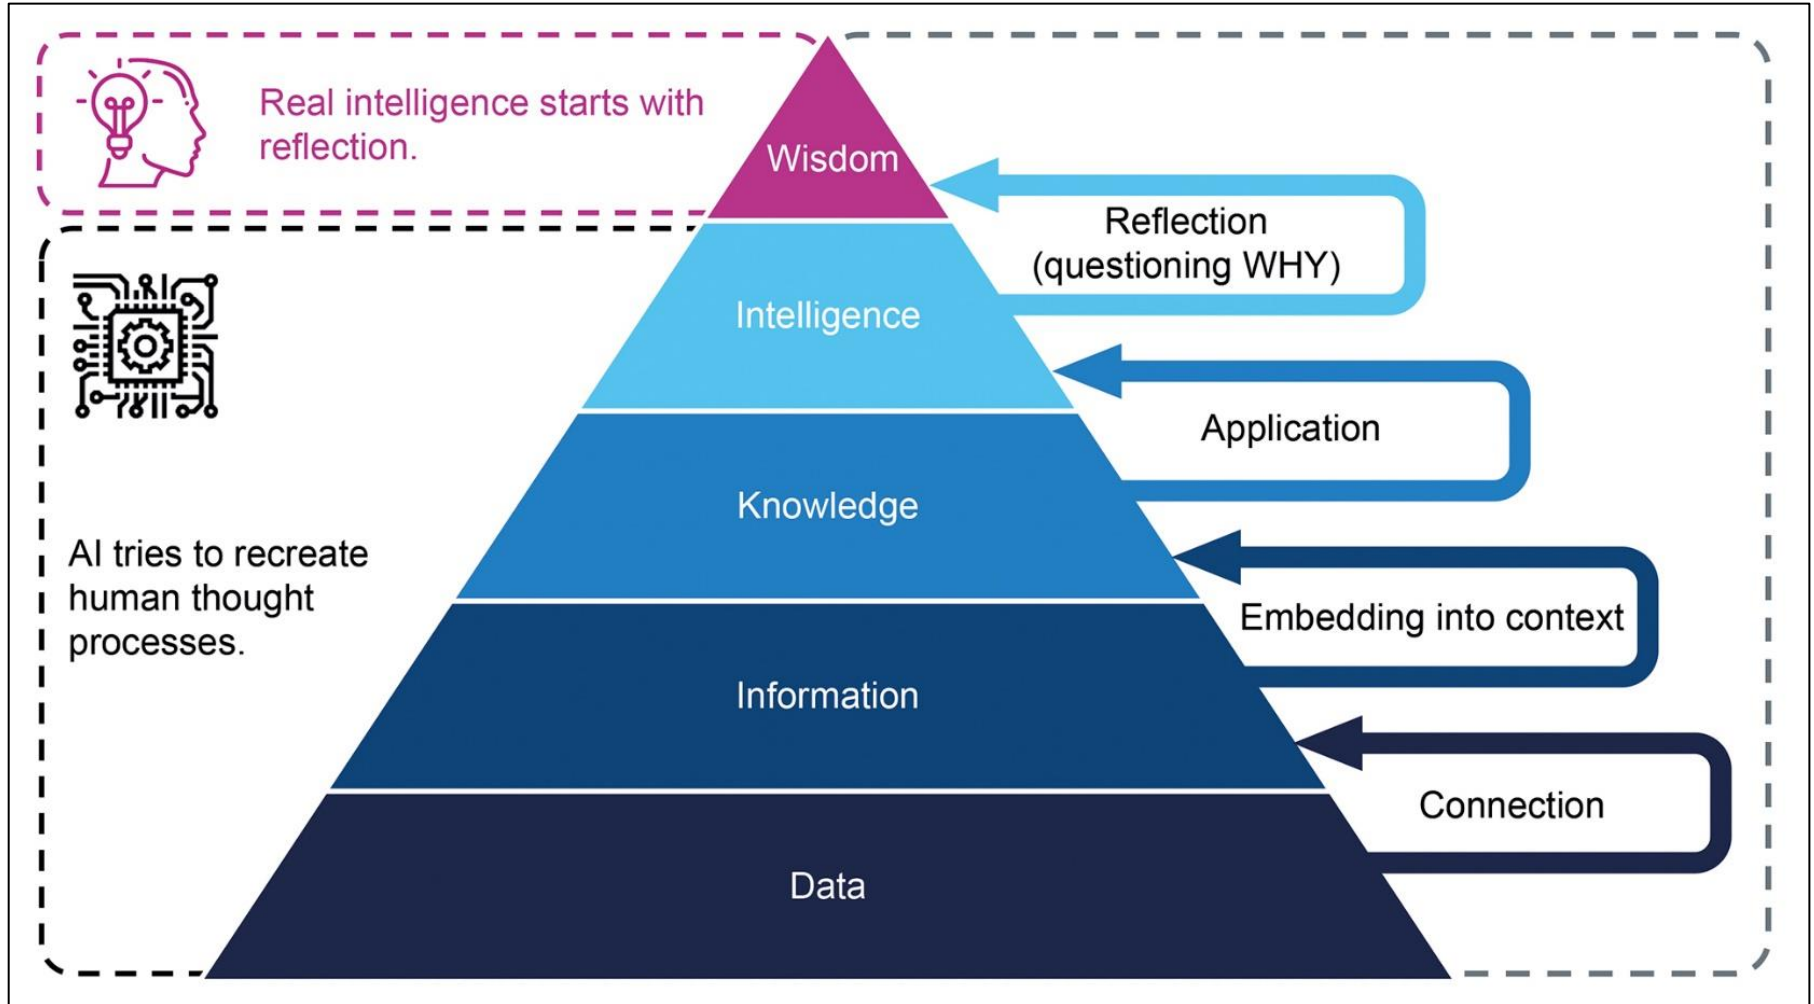 Real intelligence starts with
reflection.
Wisdom
Reflection
(questioning WHY)
Intelligence
Application
Knowledge
AI tries to recreate
human thought
processes.
Embedding into context
Information
Connection
Data